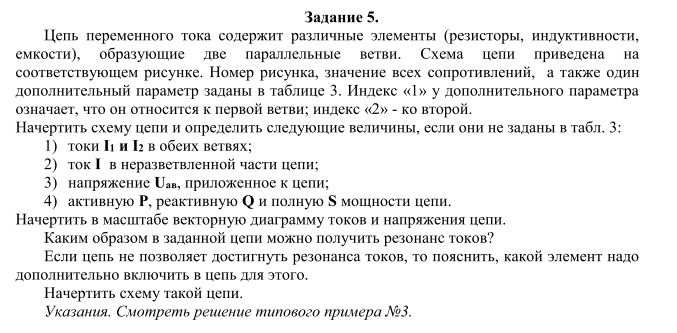 Задание 5.
Цепь переменного тока содержит различные элементы (резисторы, индуктивности,
емкости), образующие две параллельные ветви. Схема цепи приведена на
соответствующем рисунке. Номер рисунка, значение всех сопротивлений, а также один
дополнительный параметр заданы в таблице 3. Индекс «1» у дополнительного параметра
означает, что он относится к первой ветви; индекс «2» - ко второй.
Начертить схему цепи и определить следующие величины, если они не заданы в табл. 3:
1) токи I₁ и I₂ в обеих ветвях;
2) ток I в неразветвленной части цепи;
3) напряжение Uав, приложенное к цепи;
4) активную P, реактивную Q и полную S мощности цепи.
Начертить в масштабе векторную диаграмму токов и напряжения цепи.
Каким образом в заданной цепи можно получить резонанс токов?
Если цепь не позволяет достигнуть резонанса токов, то пояснить, какой элемент надо
дополнительно включить в цепь для этого.
Начертить схему такой цепи.
Указания. Смотреть решение типового примера №3.